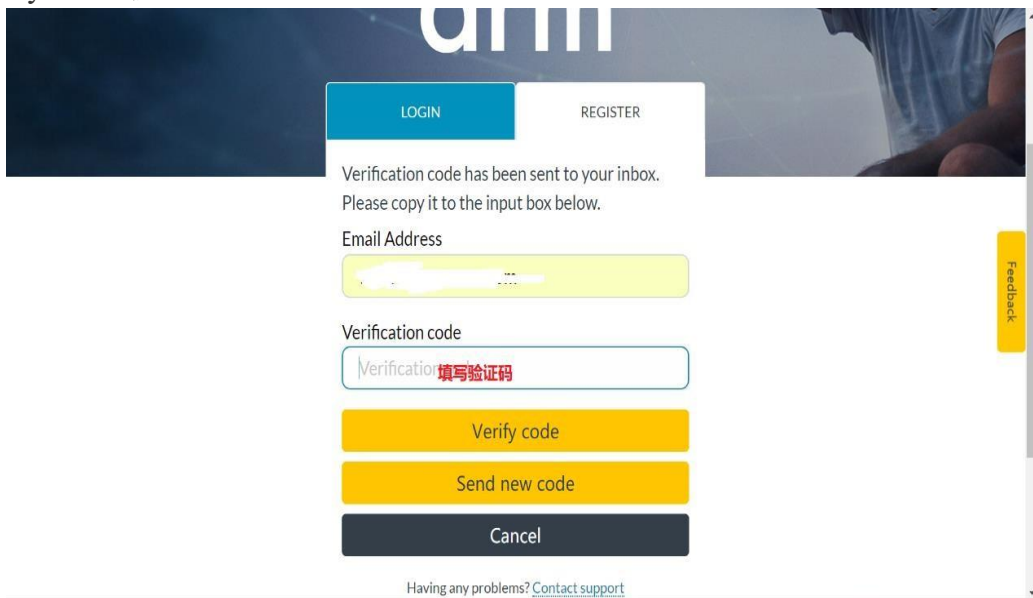 arm
LOGIN
REGISTER
Verification code has been sent to your inbox.
Please copy it to the input box below.
Email Address
Verification code
填写验证码
Verify code
Send new code
Cancel
Having any problems? Contact support
Feedback